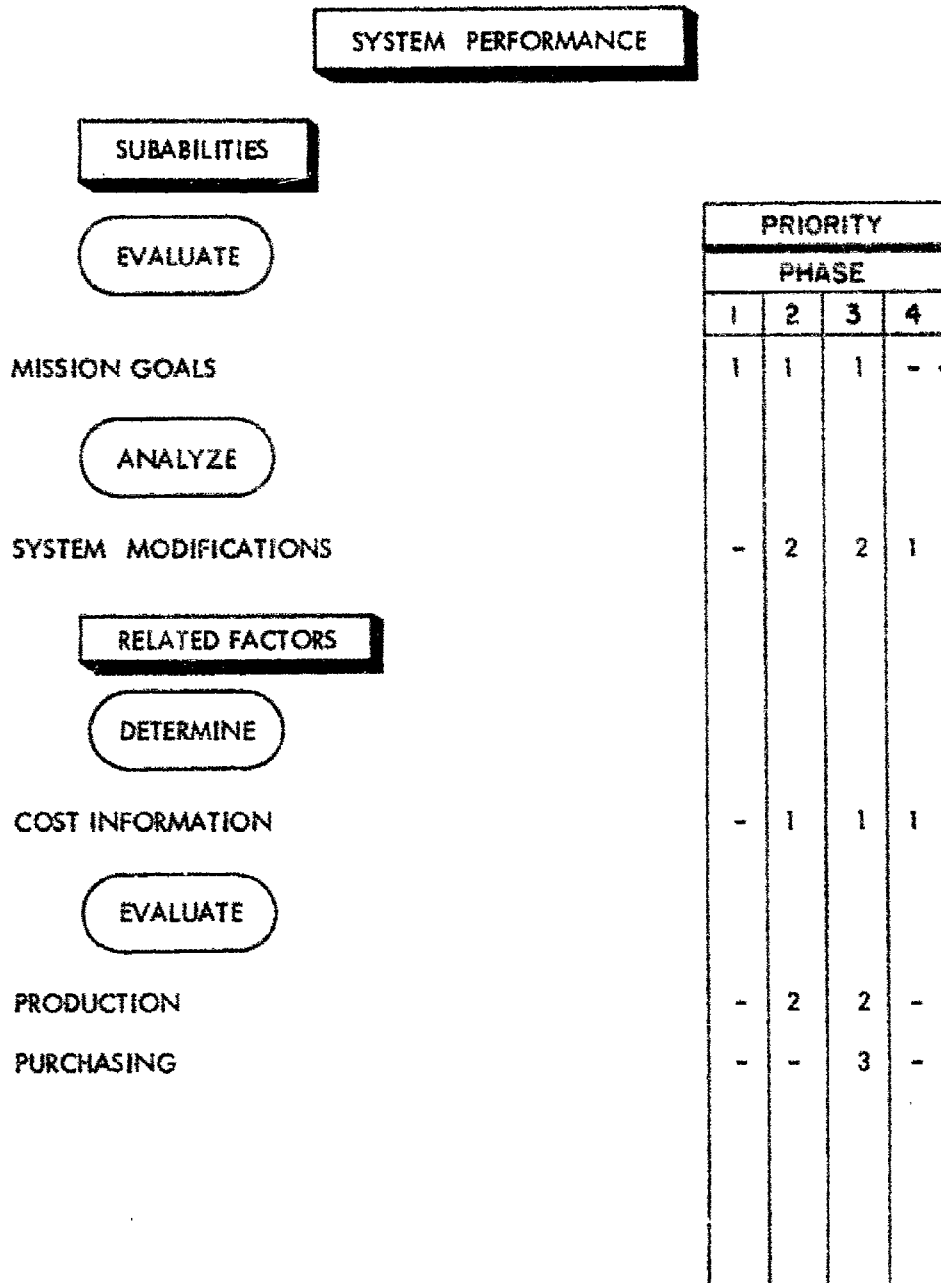 SYSTEM PERFORMANCE
SUBABILITIES
EVALUATE
PRIORITY
PHASE
1 2 3 4
MISSION GOALS 1 1 1 -
ANALYZE
SYSTEM MODIFICATIONS - 2 2 1
RELATED FACTORS
DETERMINE
COST INFORMATION - 1 1 1
EVALUATE
PRODUCTION - 2 2 -
PURCHASING - - 3 -